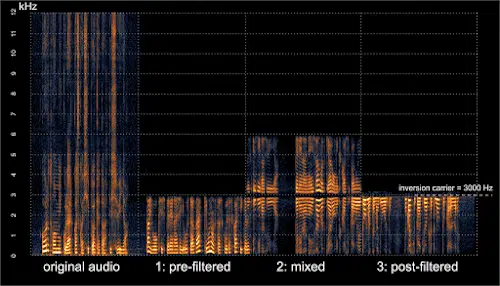 kHz
12
11
10
9
8
7
6
5
4
3
2
1
0
inversion carrier = 3000 Hz
original audio
1: pre-filtered
2: mixed
3: post-filtered